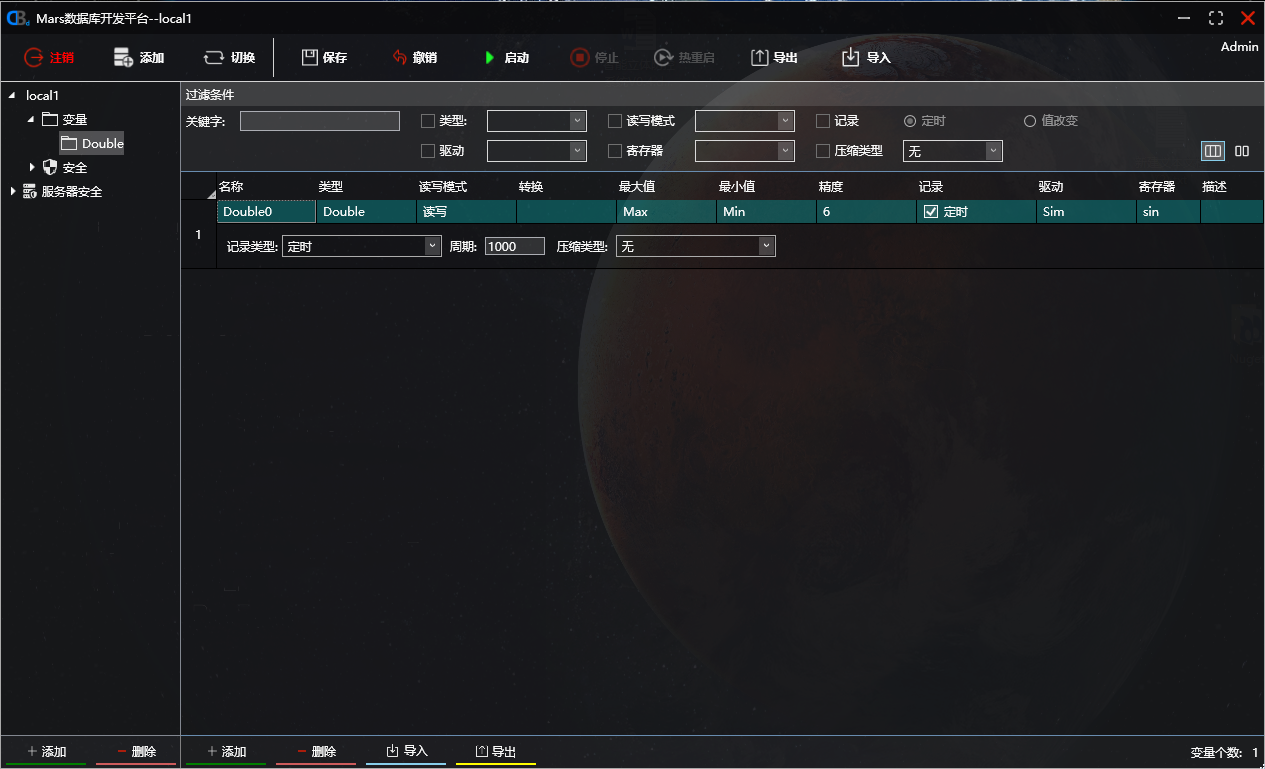 Mars数据库开发平台--local1
注销 添加 切换 保存 撤销 启动 停止 热重启 导出 导入 Admin
local1
变量
Double
安全
服务器安全
过滤条件
关键字: 类型: 读写模式 记录 定时 值改变
驱动 寄存器 压缩类型 无
名称 类型 读写模式 转换 最大值 最小值 精度 记录 驱动 寄存器 描述
1
Double0 Double 读写 Max Min 6 定时 Sim sin
记录类型: 定时 周期: 1000 压缩类型: 无
添加 删除 添加 删除 导入 导出 变量个数: 1